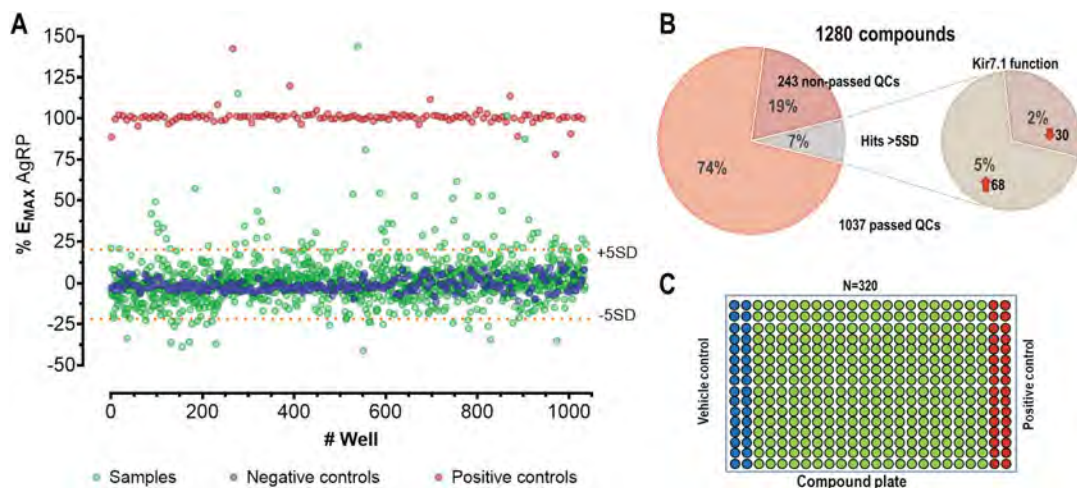 A
% EMAX AgRP
150
125
100
75
50
25
0
-25
-50
+5SD
-5SD
0
200
400
600
800
1000
# Well
Samples
Negative controls
Positive controls
B
1280 compounds
243 non-passed QCs
19%
7%
74%
Hits >5SD
1037 passed QCs
Kir7.1 function
2%
30
5%
68
C
N=320
Vehicle control
Positive control
Compound plate